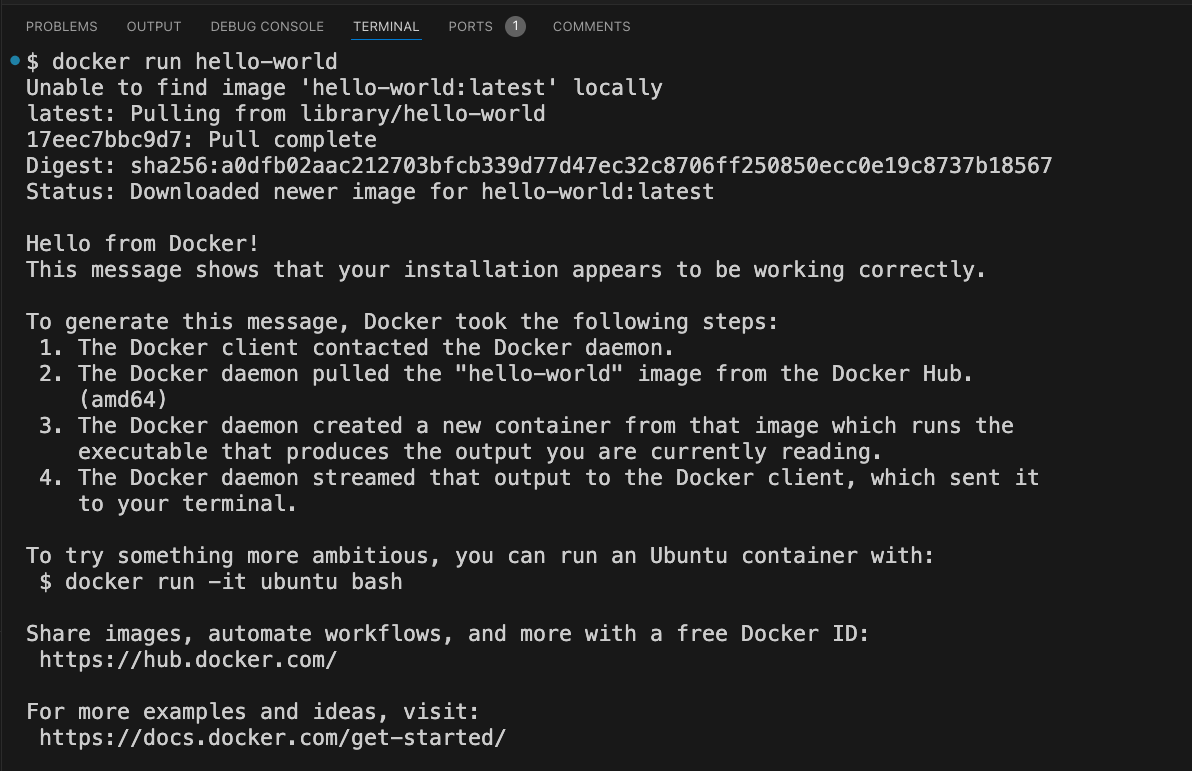 PROBLEMS OUTPUT DEBUG CONSOLE TERMINAL PORTS 1 COMMENTS
$ docker run hello-world
Unable to find image 'hello-world:latest' locally
latest: Pulling from library/hello-world
17eec7bbc9d7: Pull complete
Digest: sha256:a0dfb02aac212703bfcb339d77d47ec32c8706ff250850ecc0e19c8737b18567
Status: Downloaded newer image for hello-world:latest
Hello from Docker!
This message shows that your installation appears to be working correctly.
To generate this message, Docker took the following steps:
1. The Docker client contacted the Docker daemon.
2. The Docker daemon pulled the "hello-world" image from the Docker Hub.
(amd64)
3. The Docker daemon created a new container from that image which runs the
executable that produces the output you are currently reading.
4. The Docker daemon streamed that output to the Docker client, which sent it
to your terminal.
To try something more ambitious, you can run an Ubuntu container with:
$ docker run -it ubuntu bash
Share images, automate workflows, and more with a free Docker ID:
https://hub.docker.com/
For more examples and ideas, visit:
https://docs.docker.com/get-started/